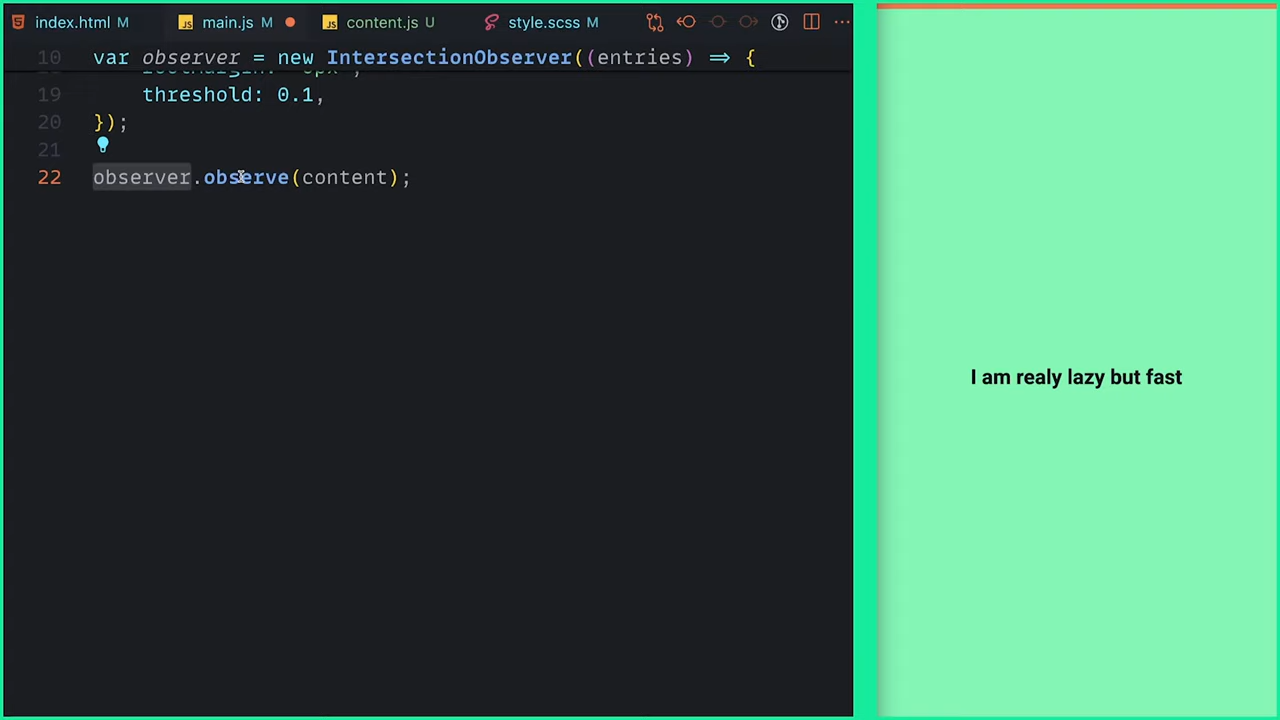 index.html M
main.js M
content.js U
style.scss M
10 var observer = new IntersectionObserver((entries) => {
19 threshold: 0.1,
20 });
21
22 observer.observe(content);
I am realy lazy but fast